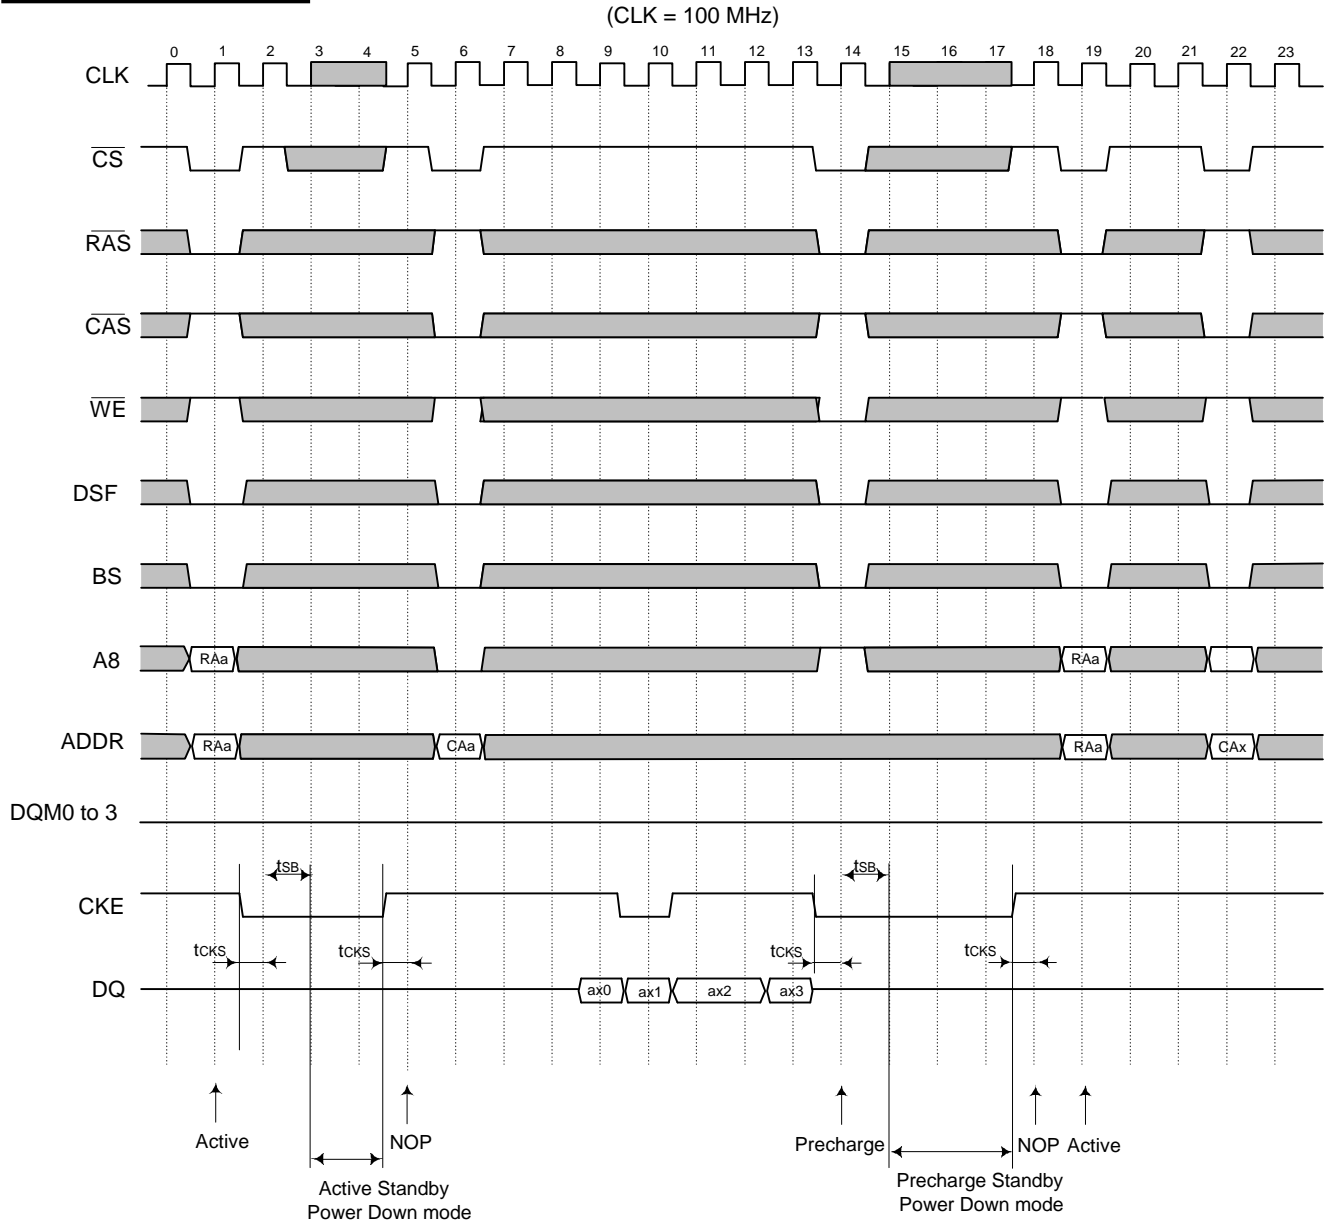 (CLK = 100 MHz)
0 1 2 3 4 5 6 7 8 9 10 11 12 13 14 15 16 17 18 19 20 21 22 23
CLK
CS
RAS
CAS
WE
DSF
BS
A8 RAa RAa
ADDR RAa CAa RAa CAx
DQM0 to 3
tSB tSB
CKE
tCKS tCKS tCKS tCKS
DQ ax0 ax1 ax2 ax3
Active NOP Precharge NOP Active
Active Standby
Power Down mode
Precharge Standby
Power Down mode